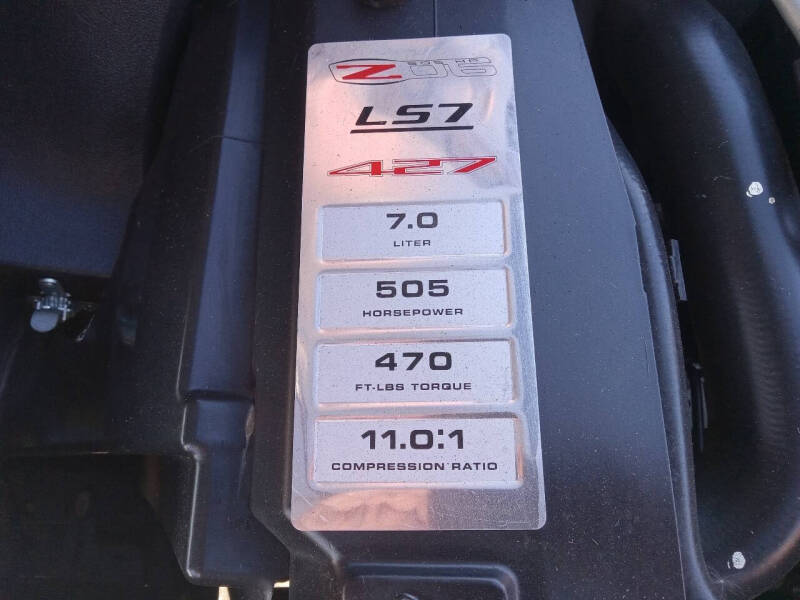 Z06
LS7
427
7.0
LITER
505
HORSEPOWER
470
FT-LBS TORQUE
11.0:1
COMPRESSION RATIO